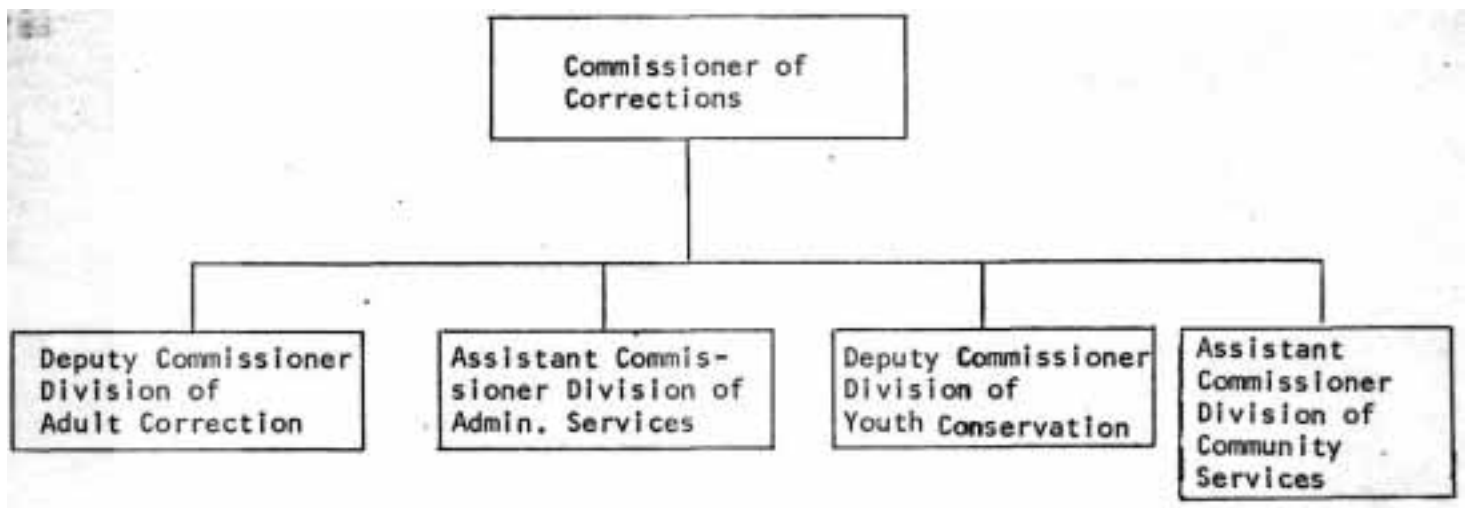 Commissioner of
Corrections
Deputy Commissioner
Division of
Adult Correction
Assistant Commis-
sioner Division of
Admin. Services
Deputy Commissioner
Division of
Youth Conservation
Assistant
Commissioner
Division of
Community
Services